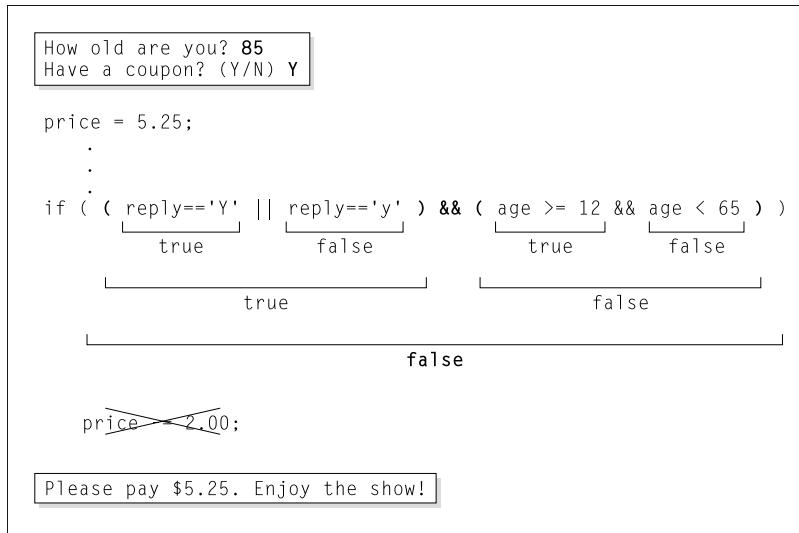 How old are you? 85
Have a coupon? (Y/N) Y
price = 5.25;
.
.
.
if ( ( reply=='Y' || reply=='y' ) && ( age >= 12 && age < 65 ) )
true false true false
true false
false
price = 2.00;
Please pay $5.25. Enjoy the show!